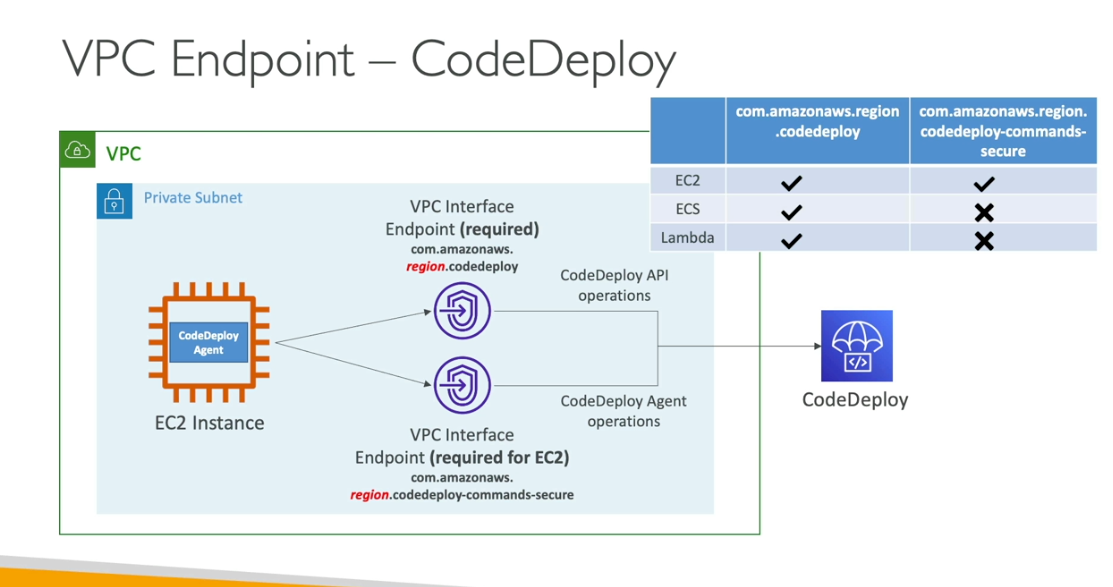 VPC Endpoint – CodeDeploy
com.amazonaws.region
.codedeploy
com.amazonaws.region.
codedeploy-commands-
secure
EC2
ECS
Lambda
VPC
Private Subnet
VPC Interface
Endpoint (required)
com.amazonaws.
region.codedeploy
CodeDeploy API
operations
CodeDeploy
Agent
EC2 Instance
CodeDeploy Agent
operations
CodeDeploy
VPC Interface
Endpoint (required for EC2)
com.amazonaws.
region.codedeploy-commands-secure